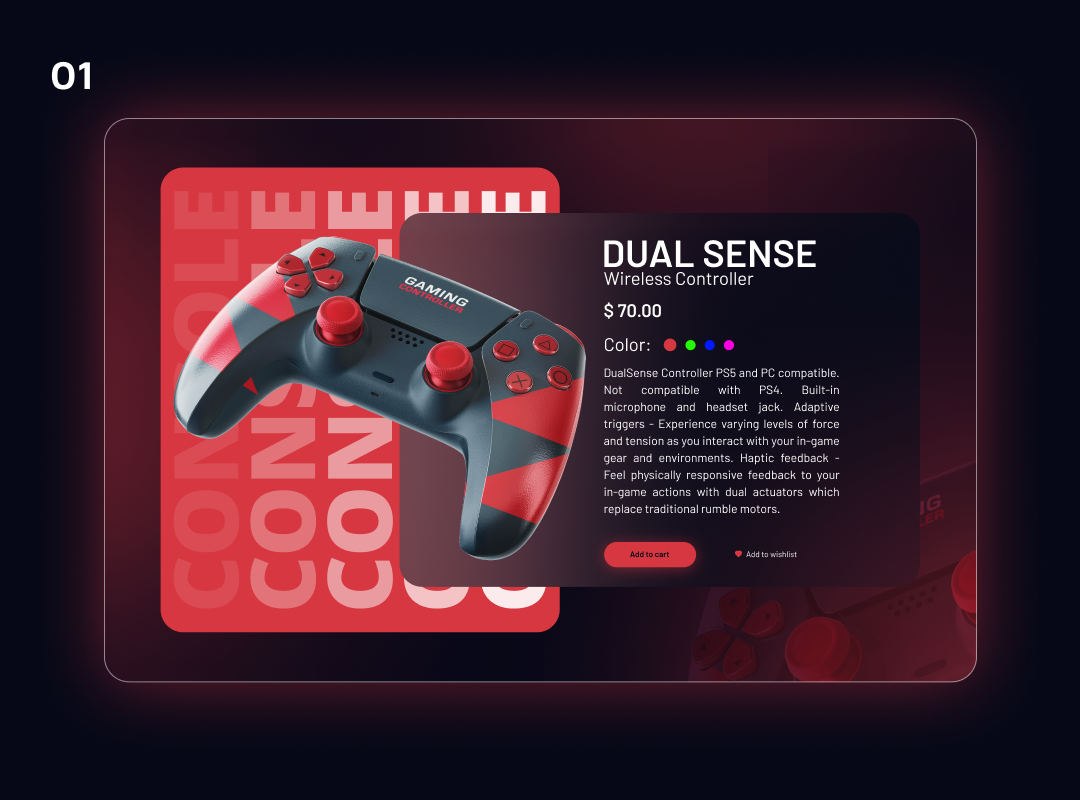 01
CONSOLE
CONSOLE
CONSOLE
GAMING
CONTROLLER
DUAL SENSE
Wireless Controller
$ 70.00
Color:
DualSense Controller PS5 and PC compatible.
Not compatible with PS4. Built-in
microphone and headset jack. Adaptive
triggers - Experience varying levels of force
and tension as you interact with your in-game
gear and environments. Haptic feedback -
Feel physically responsive feedback to your
in-game actions with dual actuators which
replace traditional rumble motors.
Add to cart
Add to wishlist